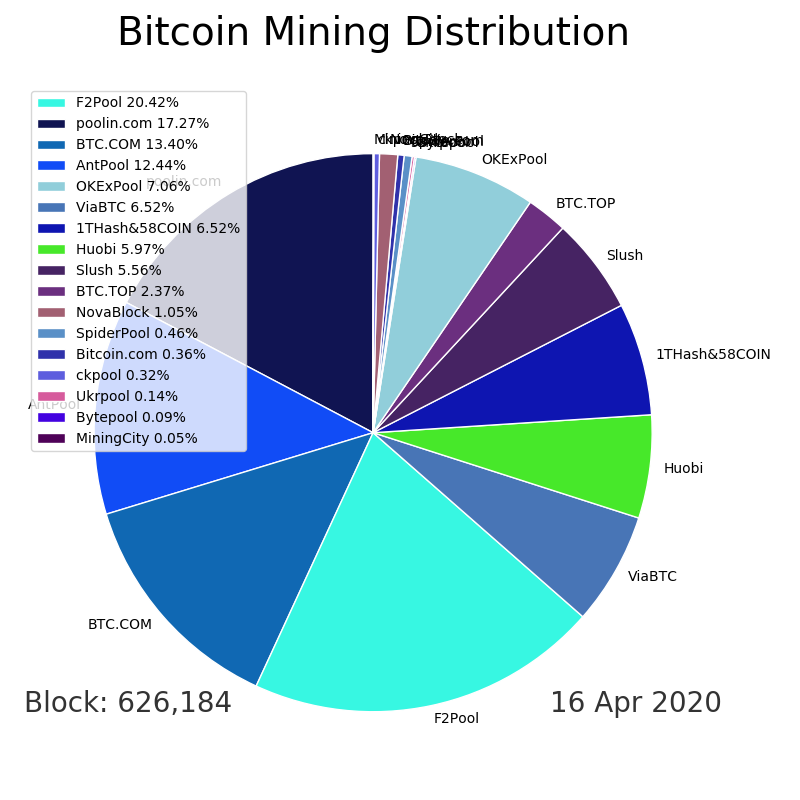 Bitcoin Mining Distribution
F2Pool 20.42%
poolin.com 17.27%
BTC.COM 13.40%
AntPool 12.44%
OKExPool 7.06%
ViaBTC 6.52%
1THash&58COIN 6.52%
Huobi 5.97%
Slush 5.56%
BTC.TOP 2.37%
NovaBlock 1.05%
SpiderPool 0.46%
Bitcoin.com 0.36%
ckpool 0.32%
Ukrpool 0.14%
Bytepool 0.09%
MiningCity 0.05%
OKExPool
poolin.com
BTC.TOP
Slush
1THash&58COIN
AntPool
Huobi
ViaBTC
BTC.COM
Block: 626,184
16 Apr 2020
F2Pool